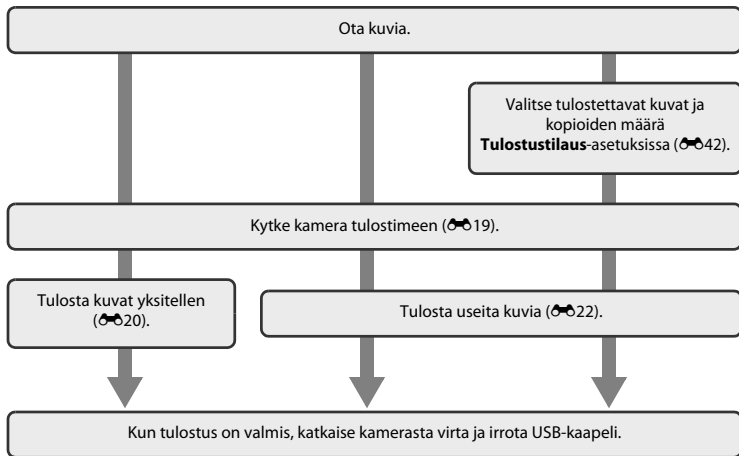 Ota kuvia.
Valitse tulostettavat kuvat ja
kopioiden määrä
Tulostustilaus-asetuksissa (42).
Kytke kamera tulostimeen (19).
Tulosta kuvat yksitellen
(20).
Tulosta useita kuvia (22).
Kun tulostus on valmis, katkaise kamerasta virta ja irrota USB-kaapeli.